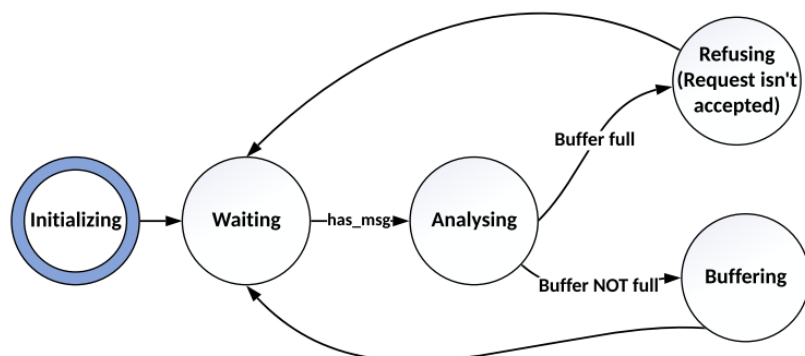 Refusing
(Request isn't
accepted)
Buffer full
Initializing
Waiting
has_msg
Analysing
Buffer NOT full
Buffering